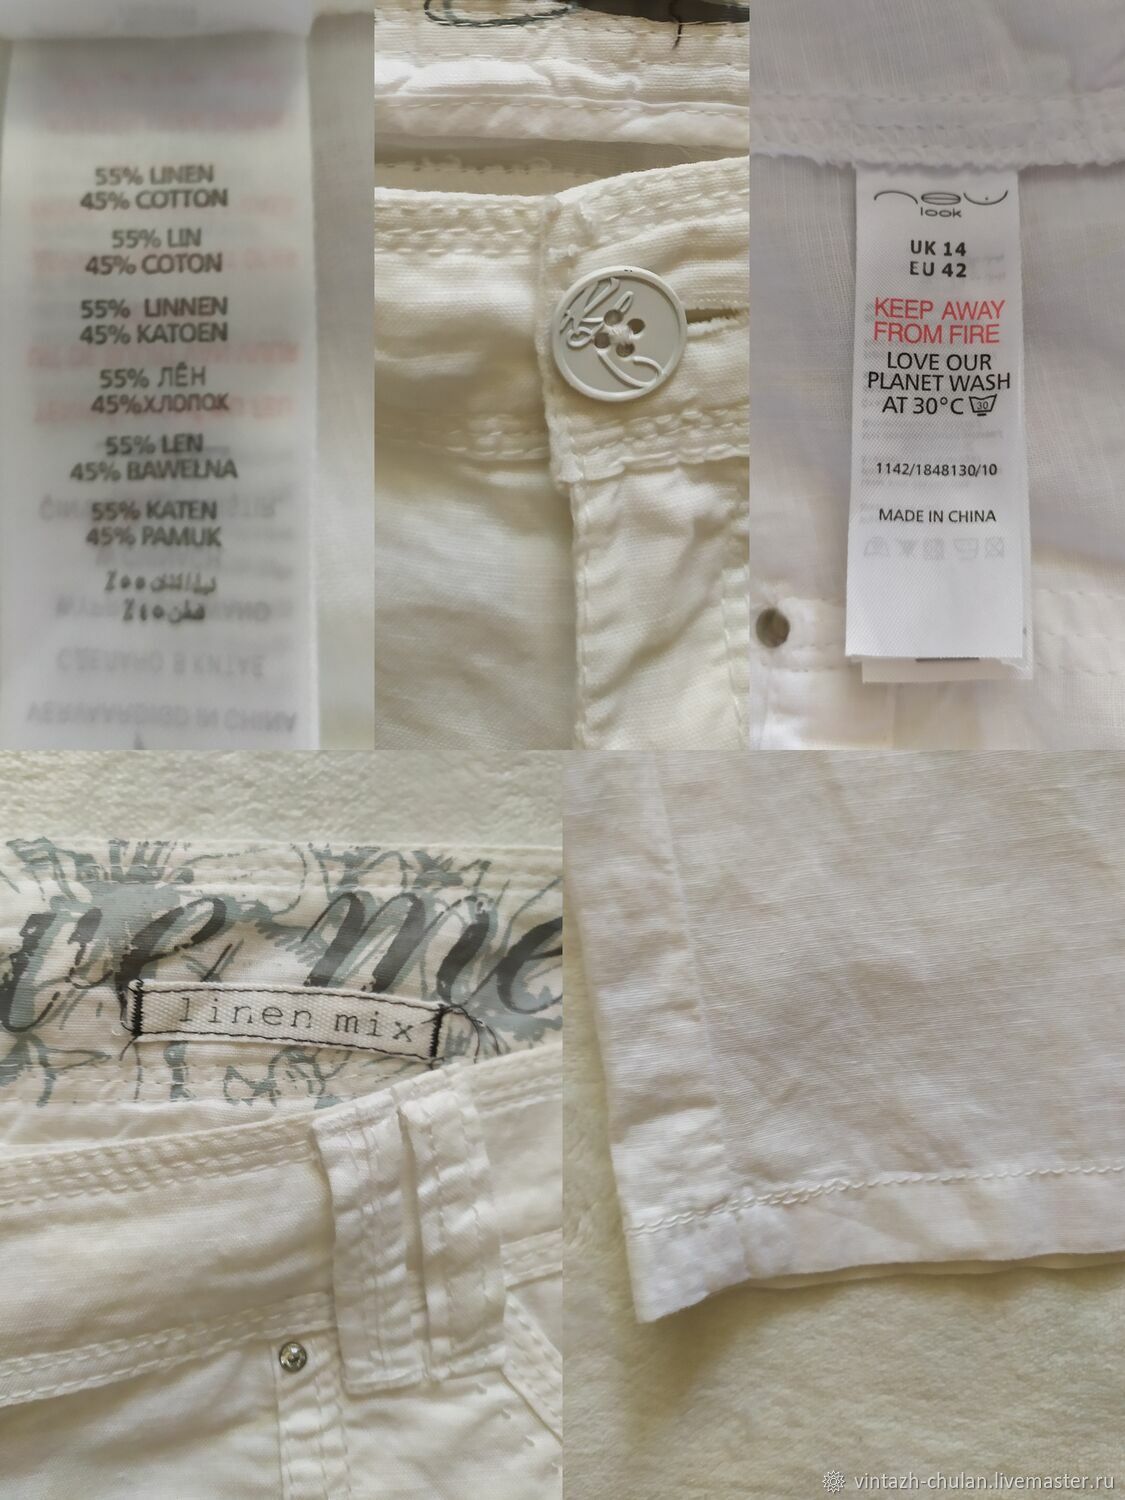 55% LINEN
45% COTTON
55% LIN
45% COTON
55% LINNEN
45% KATOEN
55% ЛЁН
45%ХЛОПОК
55% LEN
45% BAWEŁNA
55% KATEN
45% PAMUK
new
look
UK 14
EU 42
KEEP AWAY
FROM FIRE
LOVE OUR
PLANET WASH
AT 30°C 30
1142/1848130/10
MADE IN CHINA
me
linen mix
vintazh-chulan.livemaster.ru